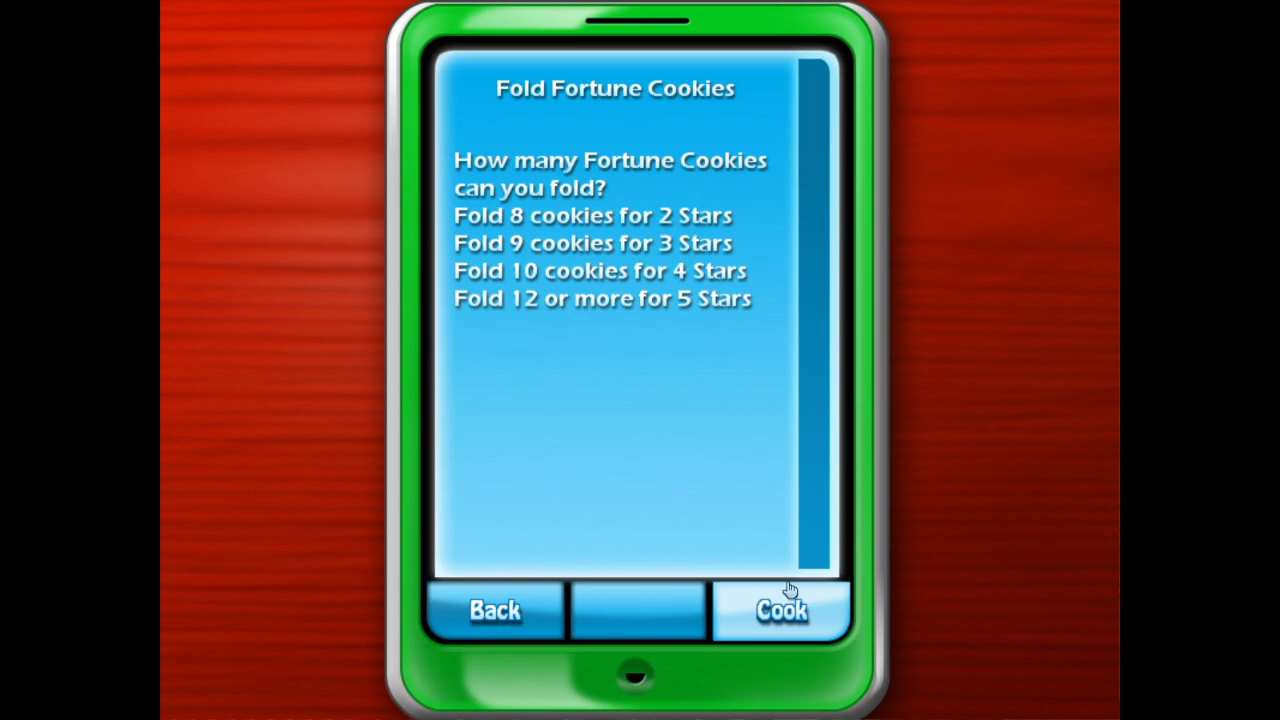 Fold Fortune Cookies
How many Fortune Cookies
can you fold?
Fold 8 cookies for 2 Stars
Fold 9 cookies for 3 Stars
Fold 10 cookies for 4 Stars
Fold 12 or more for 5 Stars
Back
Cook